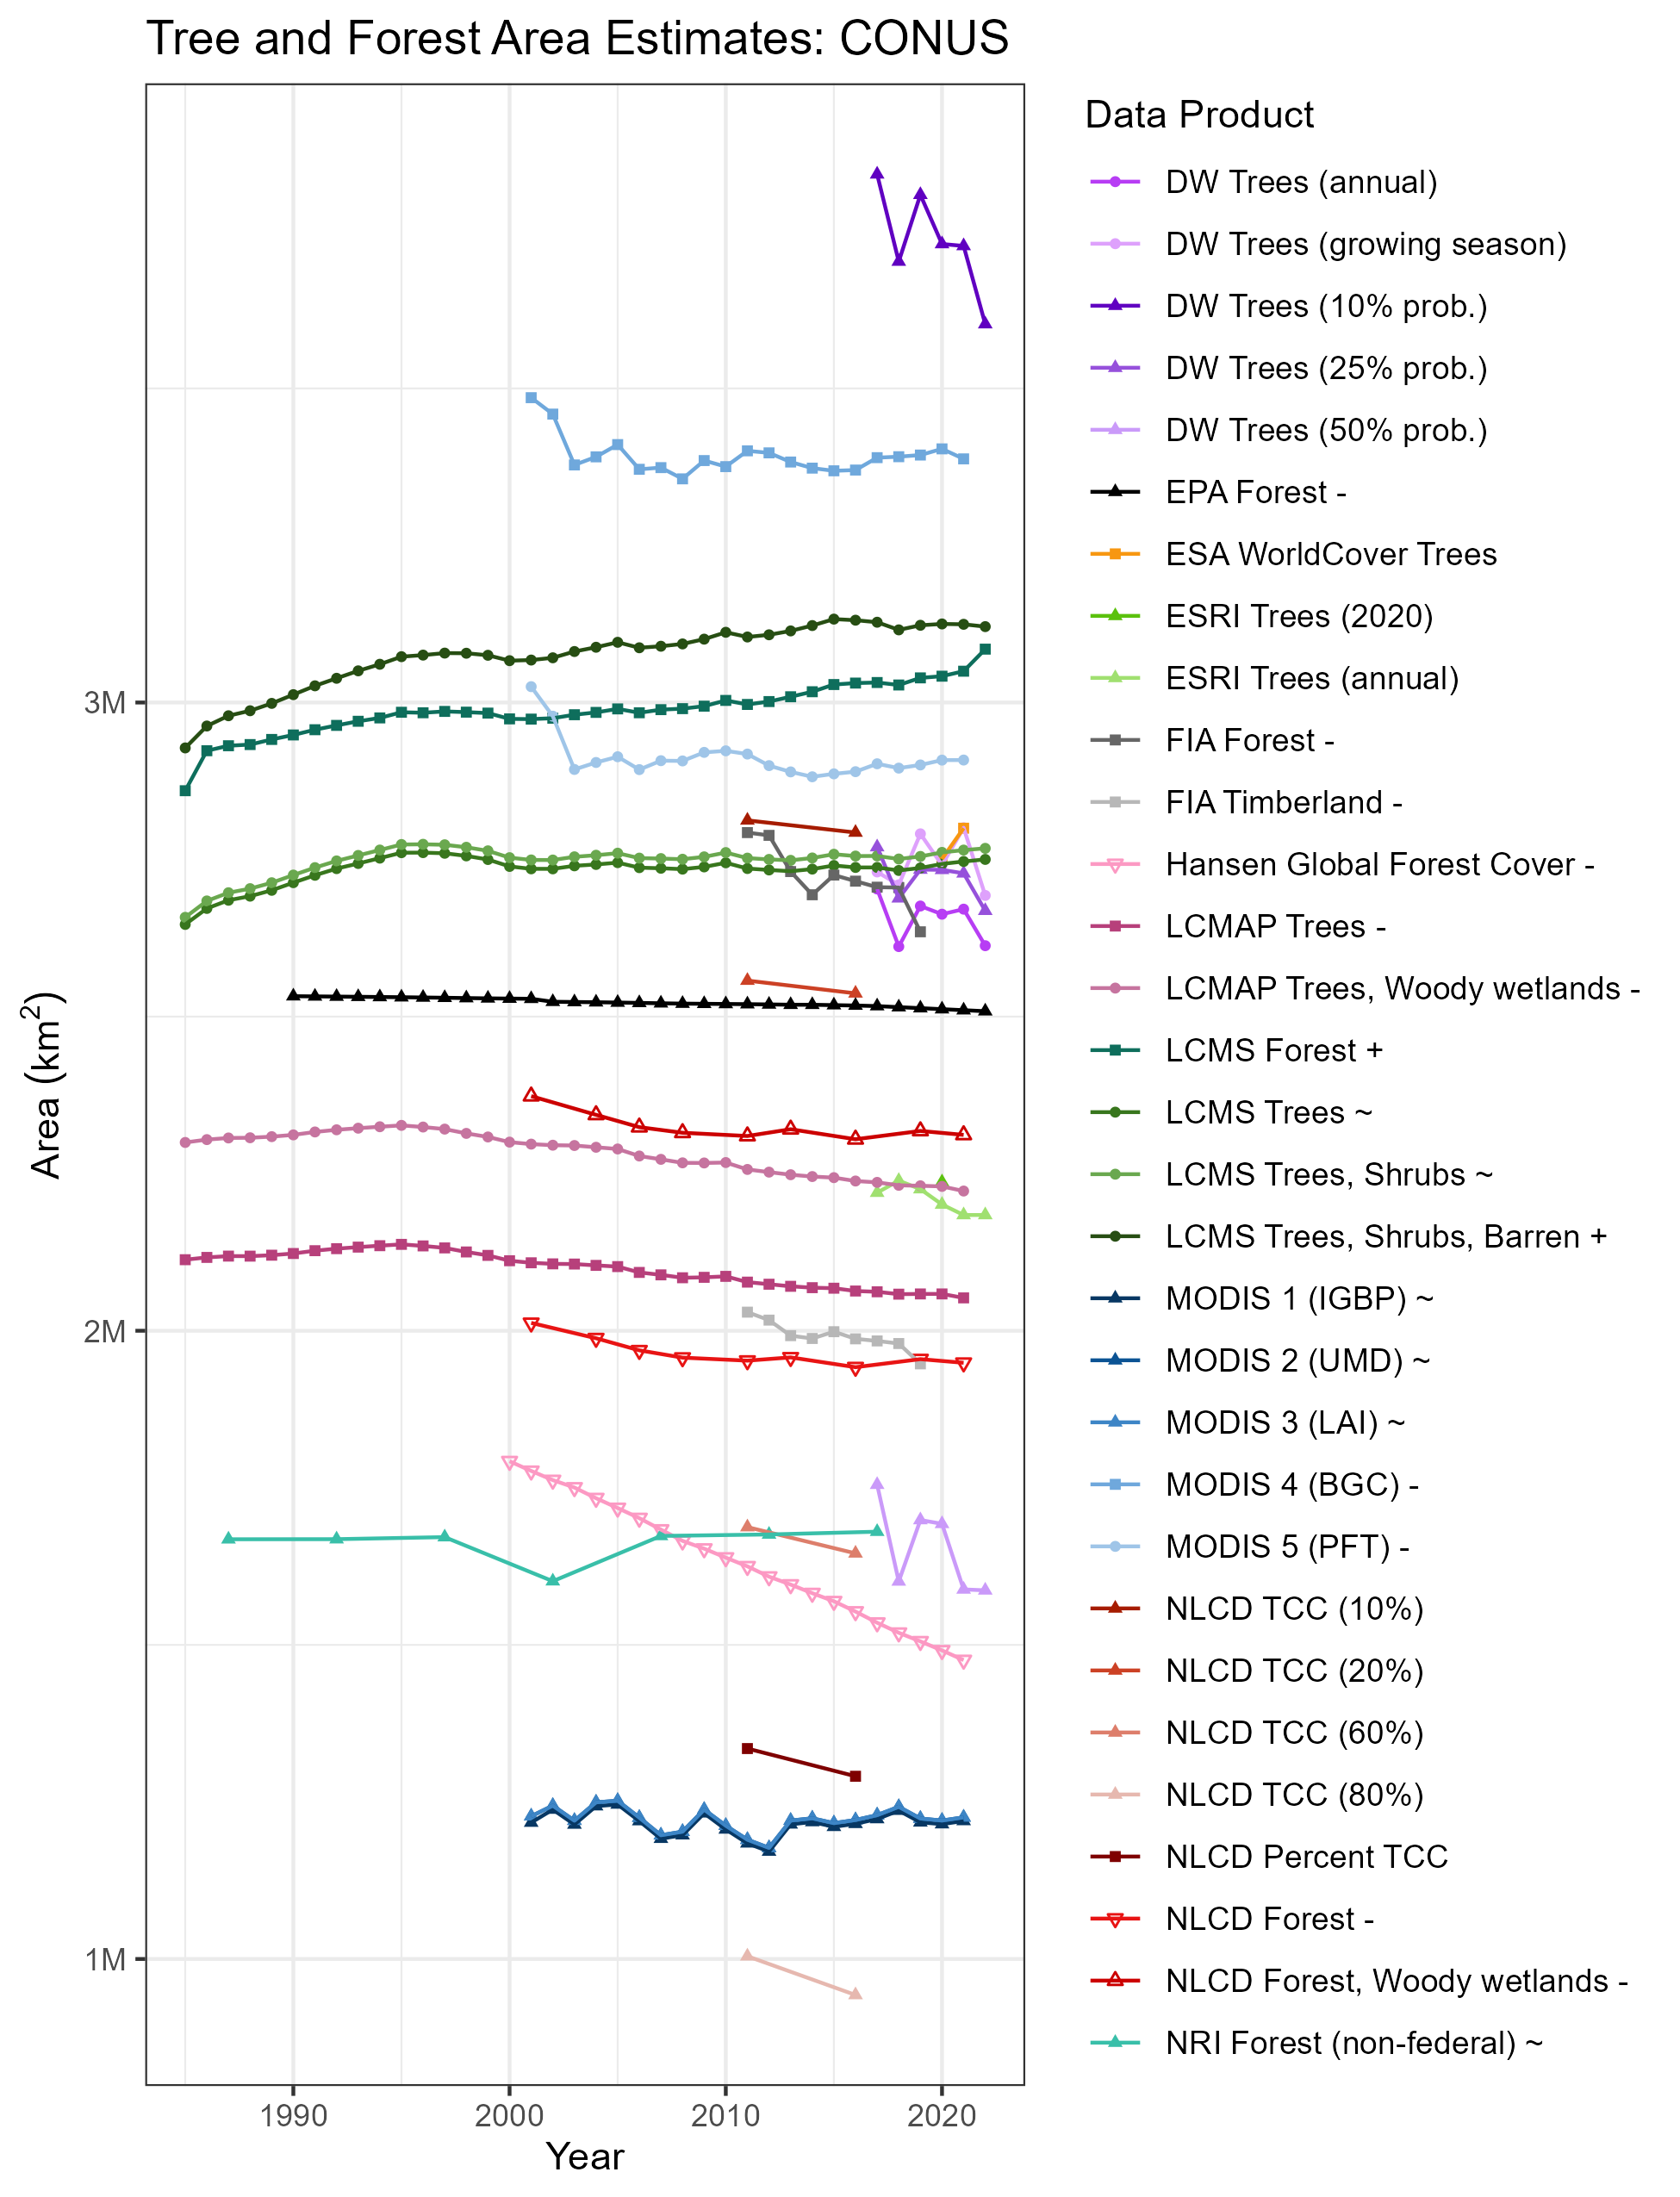 Tree and Forest Area Estimates: CONUS
Data Product
DW Trees (annual)
DW Trees (growing season)
DW Trees (10% prob.)
DW Trees (25% prob.)
DW Trees (50% prob.)
EPA Forest -
ESA WorldCover Trees
ESRI Trees (2020)
ESRI Trees (annual)
FIA Forest -
FIA Timberland -
Hansen Global Forest Cover -
LCMAP Trees -
LCMAP Trees, Woody wetlands -
LCMS Forest +
LCMS Trees ~
LCMS Trees, Shrubs ~
LCMS Trees, Shrubs, Barren +
MODIS 1 (IGBP) ~
MODIS 2 (UMD) ~
MODIS 3 (LAI) ~
MODIS 4 (BGC) -
MODIS 5 (PFT) -
NLCD TCC (10%)
NLCD TCC (20%)
NLCD TCC (60%)
NLCD TCC (80%)
NLCD Percent TCC
NLCD Forest -
NLCD Forest, Woody wetlands -
NRI Forest (non-federal) ~
Area (km²)
3M
2M
1M
1990 2000 2010 2020
Year